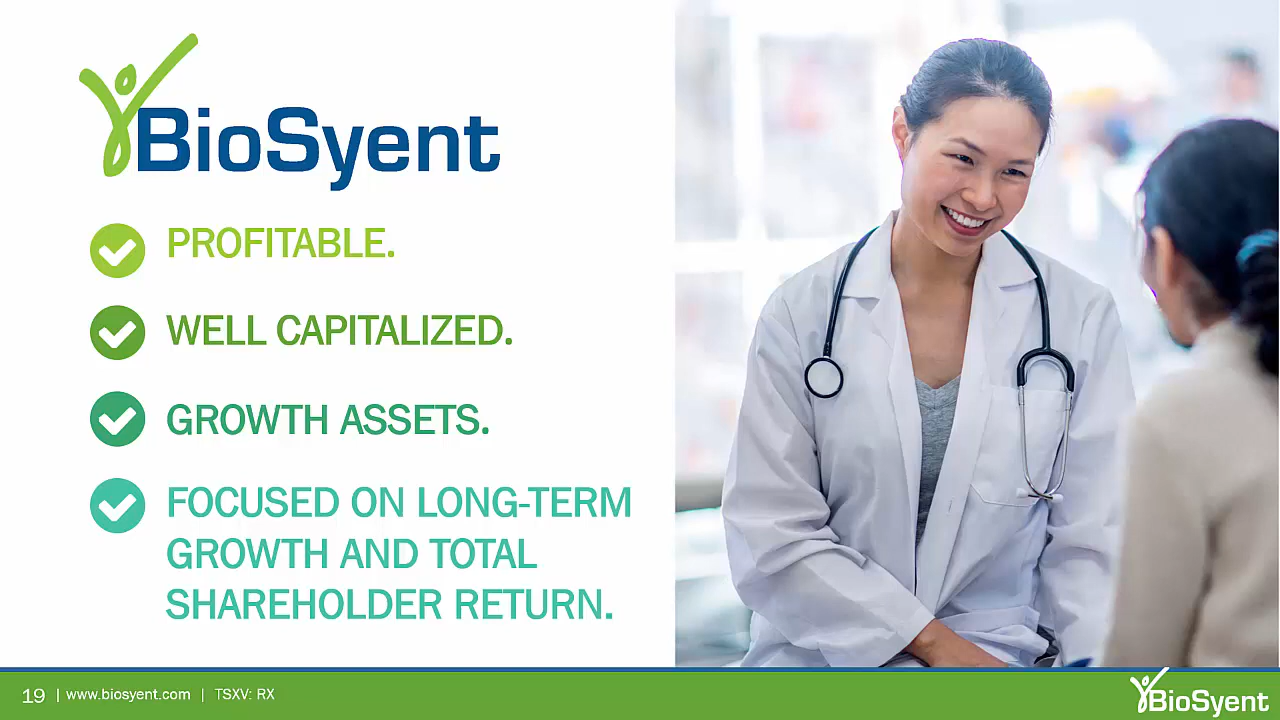 BioSyent
PROFITABLE.
WELL CAPITALIZED.
GROWTH ASSETS.
FOCUSED ON LONG-TERM
GROWTH AND TOTAL
SHAREHOLDER RETURN.
19 | www.biosyent.com | TSXV: RX
BioSyent